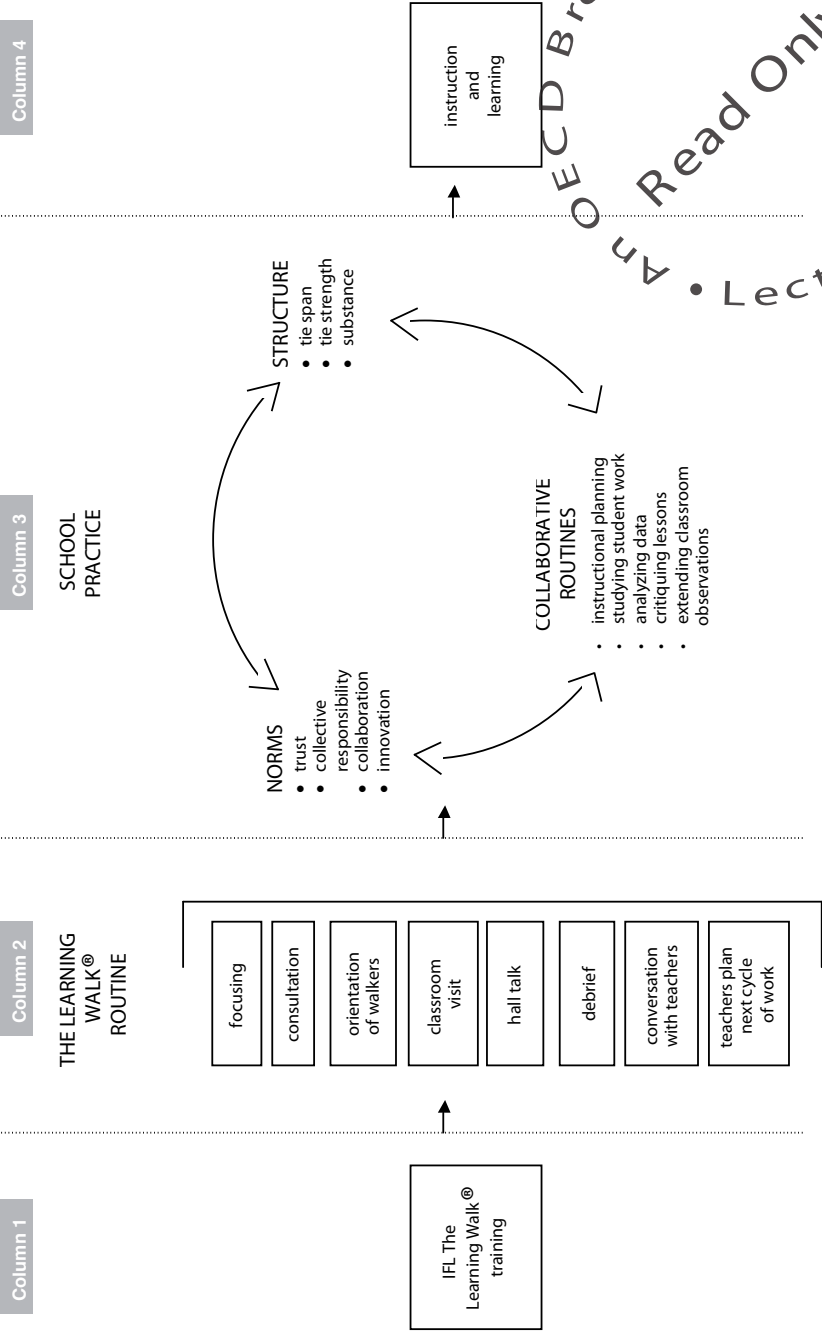 Column 1
IFL The
Learning Walk®
training
Column 2
THE LEARNING
WALK®
ROUTINE
focusing
consultation
orientation
of walkers
classroom
visit
hall talk
debrief
conversation
with teachers
teachers plan
next cycle
of work
Column 3
SCHOOL
PRACTICE
NORMS
• trust
• collective
responsibility
• collaboration
• innovation
STRUCTURE
• tie span
• tie strength
• substance
COLLABORATIVE
ROUTINES
• instructional planning
• studying student work
• analyzing data
• critiquing lessons
• extending classroom
observations
Column 4
instruction
and
learning
An OECD
Read
•